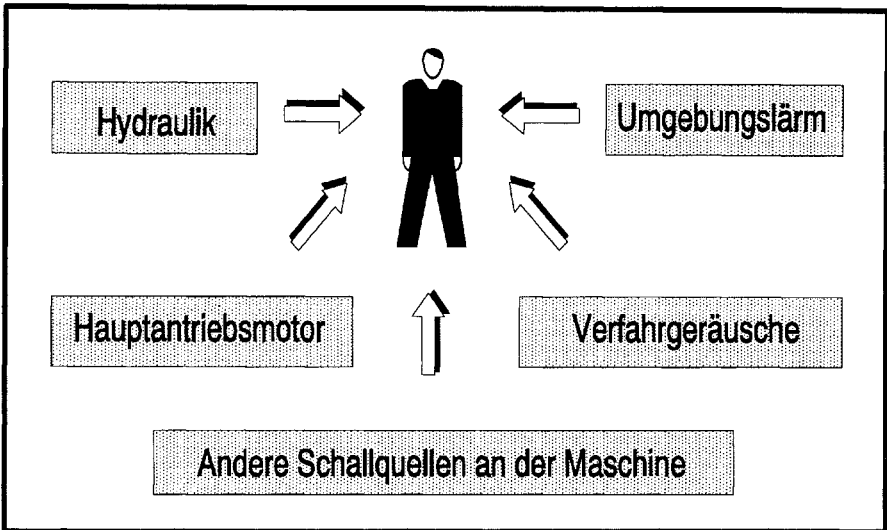 Hydraulik
Umgebungslärm
Hauptantriebsmotor
Verfahrgeräusche
Andere Schallquellen an der Maschine